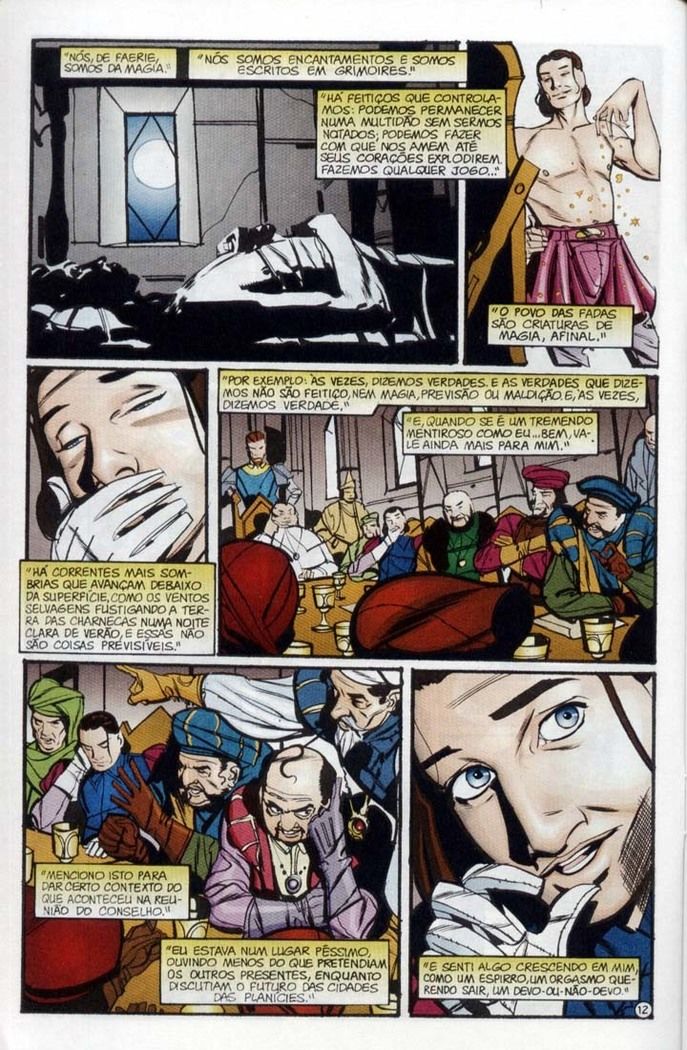 "NÓS, DE FAERIE,
SOMOS DA MAGIA."
"NÓS SOMOS ENCANTAMENTOS E SOMOS
ESCRITOS EM GRIMOIRES."
"HÁ FEITIÇOS QUE CONTROLA-
MOS: PODEMOS PERMANECER
NUMA MULTIDÃO SEM SERMOS
NOTADOS; PODEMOS FAZER
COM QUE NOS AMEM ATÉ
SEUS CORAÇÕES EXPLODIREM.
FAZEMOS QUALQUER JOGO..."
"O POVO DAS FADAS
SÃO CRIATURAS DE
MAGIA, AFINAL."
"HÁ CORRENTES MAIS SOM-
BRIAS QUE AVANÇAM DEBAIXO
DA SUPERFÍCIE, COMO OS VENTOS
SELVAGENS FUSTIGANDO A TER-
RA DAS CHARNECAS NUMA NOITE
CLARA DE VERÃO, E ESSAS NÃO
SÃO COISAS PREVISÍVEIS."
"POR EXEMPLO: ÀS VEZES, DIZEMOS VERDADES. E AS VERDADES QUE DIZE-
MOS NÃO SÃO FEITIÇO, NEM MAGIA, PREVISÃO OU MALDIÇÃO. E, ÀS VEZES,
DIZEMOS VERDADE."
"E, QUANDO SE É UM TREMENDO
MENTIROSO COMO EU... BEM, VA-
LE AINDA MAIS PARA MIM."
"MENCIONO ISTO PARA
DAR CERTO CONTEXTO DO
QUE ACONTECEU NA REU-
NIÃO DO CONSELHO."
"EU ESTAVA NUM LUGAR PÉSSIMO,
OUVINDO MENOS DO QUE PRETENDIAM
OS OUTROS PRESENTES, ENQUANTO
DISCUTIAM O FUTURO DAS CIDADES
DAS PLANÍCIES."
"E SENTI ALGO CRESCENDO EM MIM,
COMO UM ESPIRRO, UM ORGASMO QUE-
RENDO SAIR, UM DEVO-OU-NÃO-DEVO."
12